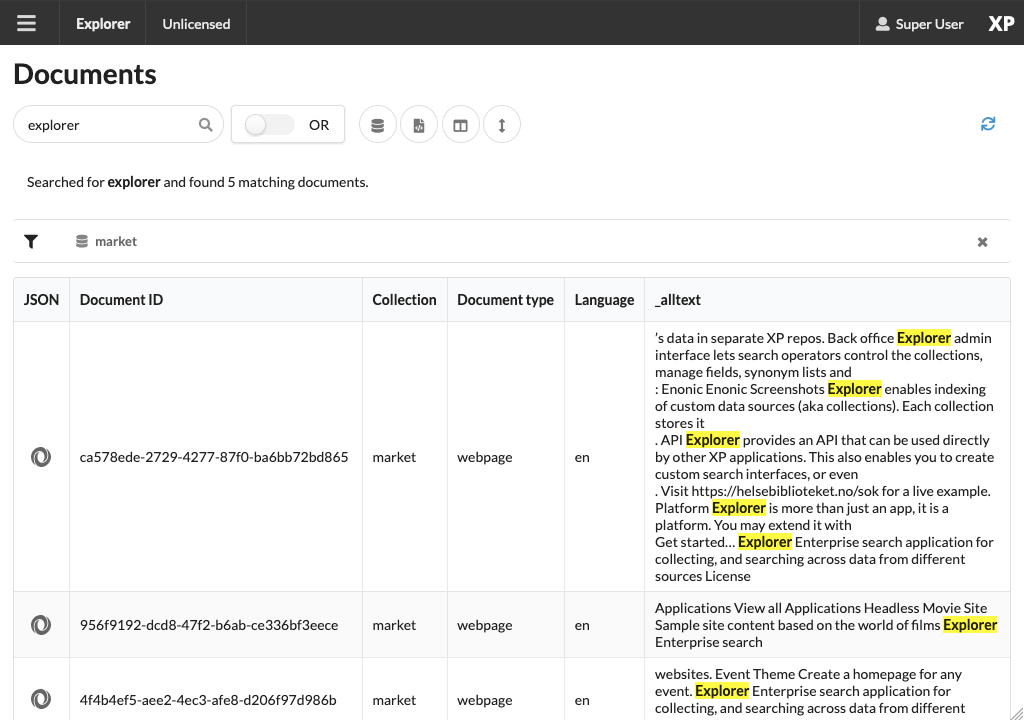 Explorer Unlicensed Super User XP
Documents
explorer OR
Searched for explorer and found 5 matching documents.
market
JSON Document ID Collection Document type Language _alltext
’s data in separate XP repos. Back office Explorer admin
interface lets search operators control the collections,
manage fields, synonym lists and
: Enonic Enonic Screenshots Explorer enables indexing
of custom data sources (aka collections). Each collection
stores it
. API Explorer provides an API that can be used directly
ca578ede-2729-4277-87f0-ba6bb72bd865 market webpage en by other XP applications. This also enables you to create
custom search interfaces, or even
. Visit https://helsebiblioteket.no/sok for a live example.
Platform Explorer is more than just an app, it is a
platform. You may extend it with
Get started... Explorer Enterprise search application for
collecting, and searching across data from different
sources License
Applications View all Applications Headless Movie Site
956f9192-dcd8-47f2-b6ab-ce336bf3eece market webpage en Sample site content based on the world of films Explorer
Enterprise search
websites. Event Theme Create a homepage for any
4f4b4ef5-aee2-4ec3-afe8-d206f97d986b market webpage en event. Explorer Enterprise search application for
collecting, and searching across data from different